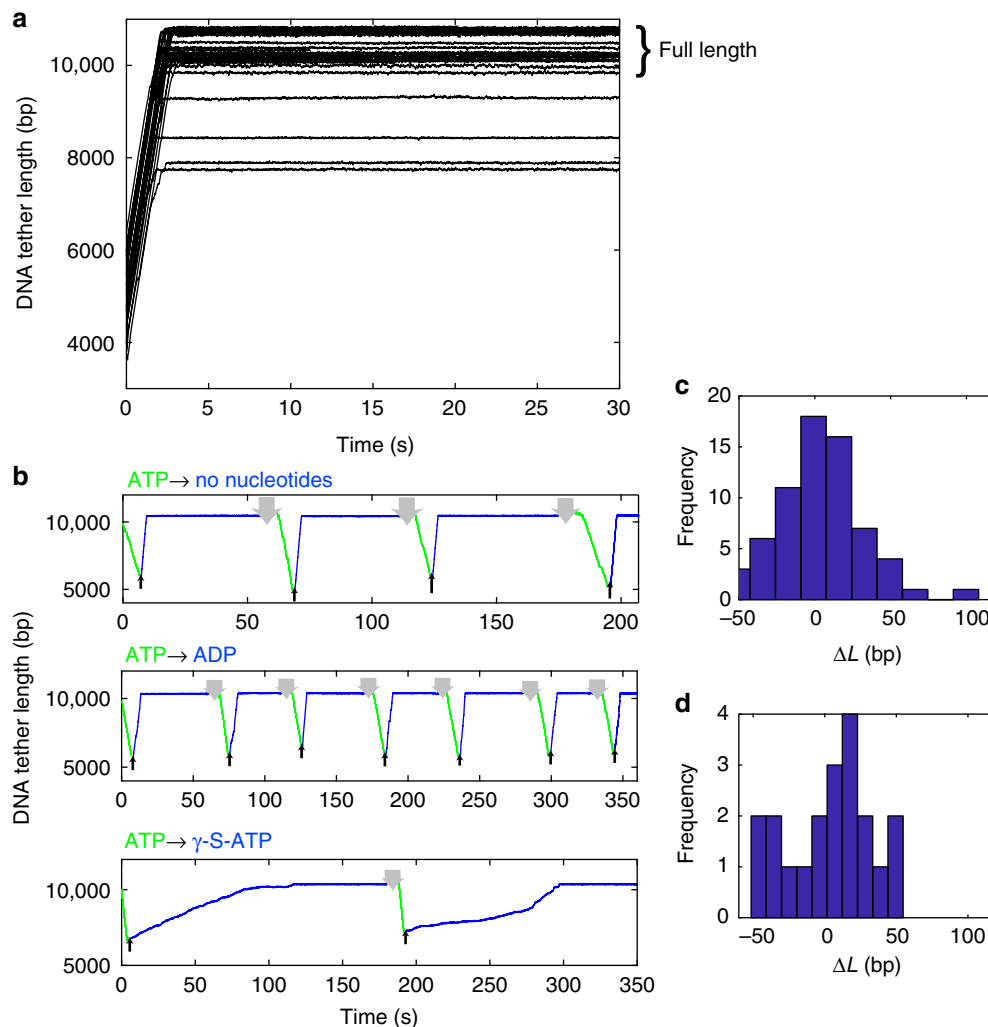 a
DNA tether length (bp)
10,000
8000
6000
4000
Full length
0 5 10 15 20 25 30
Time (s)
b
DNA tether length (bp)
ATP→ no nucleotides
10,000
5000
0 50 100 150 200
ATP→ ADP
10,000
5000
0 50 100 150 200 250 300 350
ATP→ γ-S-ATP
10,000
5000
0 50 100 150 200 250 300 350
Time (s)
c
Frequency
20
15
10
5
0
–50 0 50 100
ΔL (bp)
d
Frequency
4
3
2
1
0
–50 0 50 100
ΔL (bp)